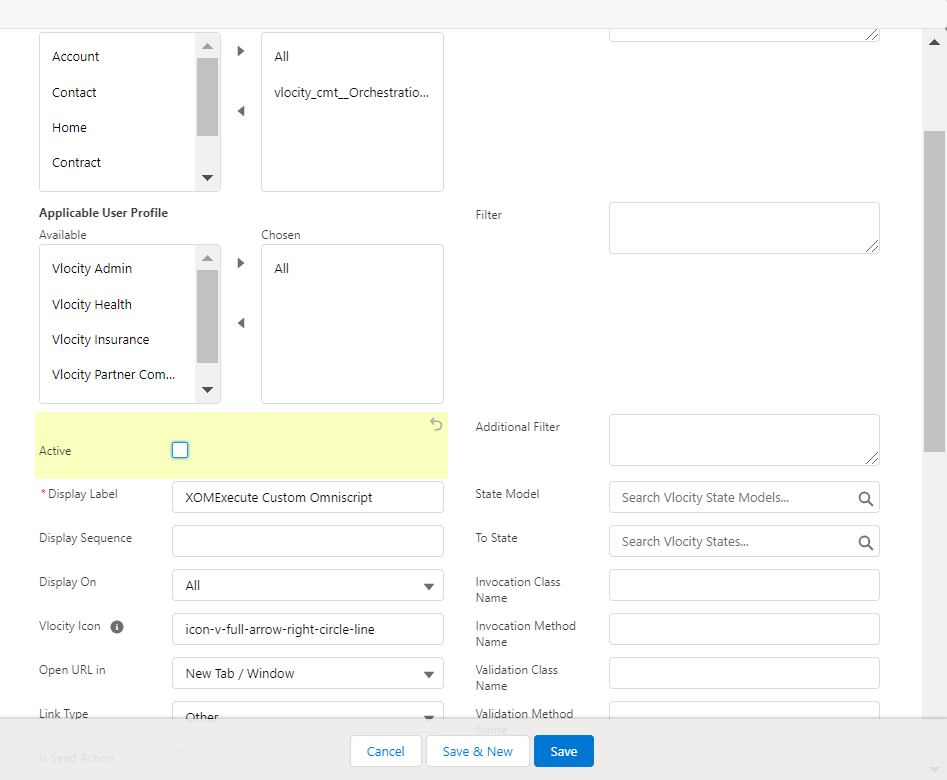 Account
Contact
Home
Contract
All
vlocity_cmt__Orchestratio...
Applicable User Profile
Available
Chosen
Vlocity Admin
Vlocity Health
Vlocity Insurance
Vlocity Partner Com...
All
Filter
Active
Additional Filter
*Display Label
XOMExecute Custom Omniscript
State Model
Search Vlocity State Models...
Display Sequence
To State
Search Vlocity States...
Display On
All
Invocation Class
Name
Vlocity Icon
icon-v-full-arrow-right-circle-line
Invocation Method
Name
Open URL in
New Tab / Window
Validation Class
Name
Link Type
Other
Validation Method
Name
Is Seed Action
Cancel
Save & New
Save